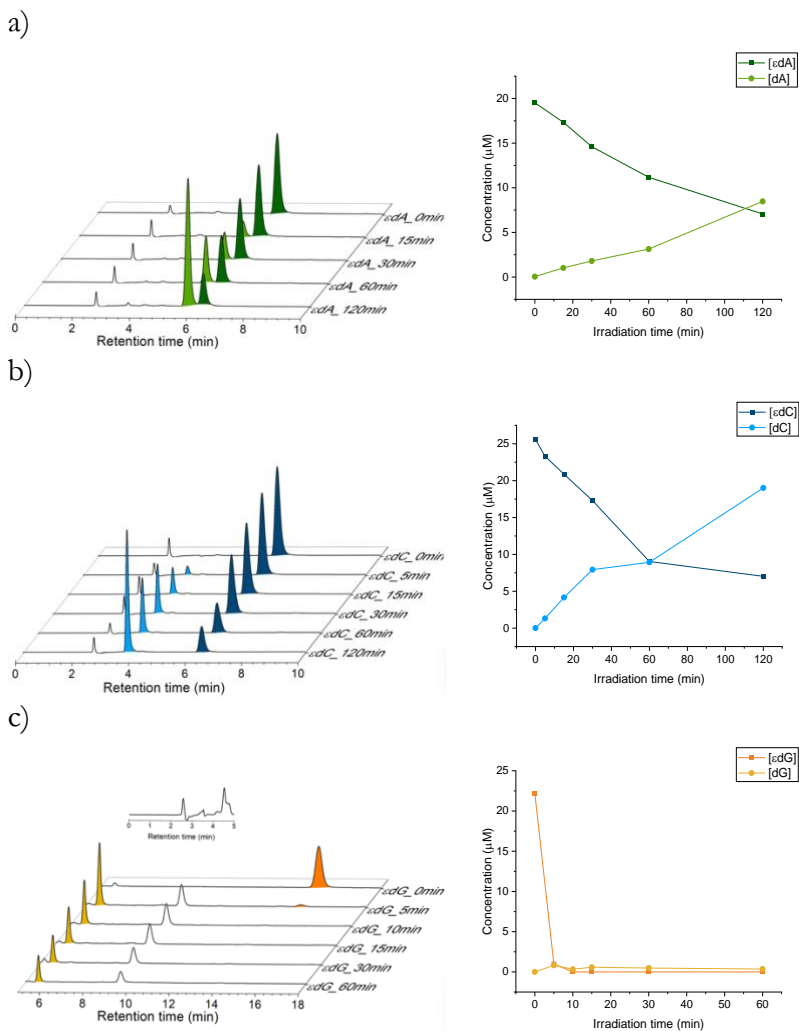 a)
[εdA]
[dA]
20
15
10
5
0
Concentration (μM)
0 20 40 60 80 100 120
Irradiation time (min)
εdA_0min
εdA_15min
εdA_30min
εdA_60min
εdA_120min
0 2 4 6 8 10
Retention time (min)
b)
[εdC]
[dC]
25
20
15
10
5
0
Concentration (μM)
0 20 40 60 80 100 120
Irradiation time (min)
εdC_0min
εdC_5min
εdC_15min
εdC_30min
εdC_60min
εdC_120min
0 2 4 6 8 10
Retention time (min)
c)
0 1 2 3 4 5
Retention time (min)
εdG_0min
εdG_5min
εdG_10min
εdG_15min
εdG_30min
εdG_60min
6 8 10 12 14 16 18
Retention time (min)
[εdG]
[dG]
25
20
15
10
5
0
Concentration (μM)
0 10 20 30 40 50 60
Irradiation time (min)